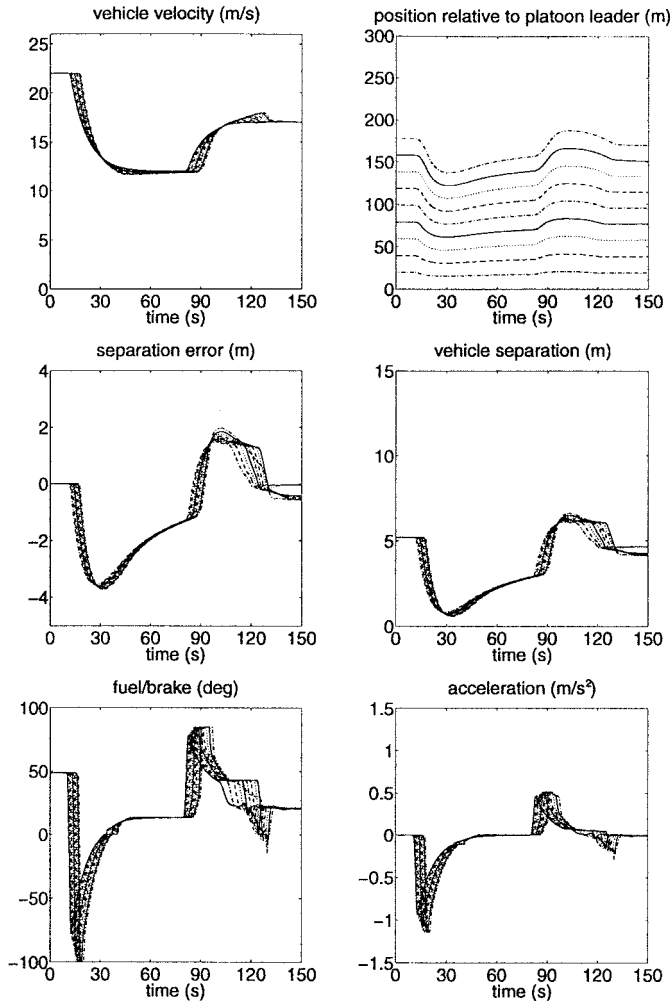 vehicle velocity (m/s)
25
20
15
10
5
0
0 30 60 90 120 150
time (s)
position relative to platoon leader (m)
300
250
200
150
100
50
0
0 30 60 90 120 150
time (s)
separation error (m)
4
2
0
−2
−4
0 30 60 90 120 150
time (s)
vehicle separation (m)
15
10
5
0
0 30 60 90 120 150
time (s)
fuel/brake (deg)
100
50
0
−50
−100
0 30 60 90 120 150
time (s)
acceleration (m/s²)
1.5
1
0.5
0
−0.5
−1
−1.5
0 30 60 90 120 150
time (s)